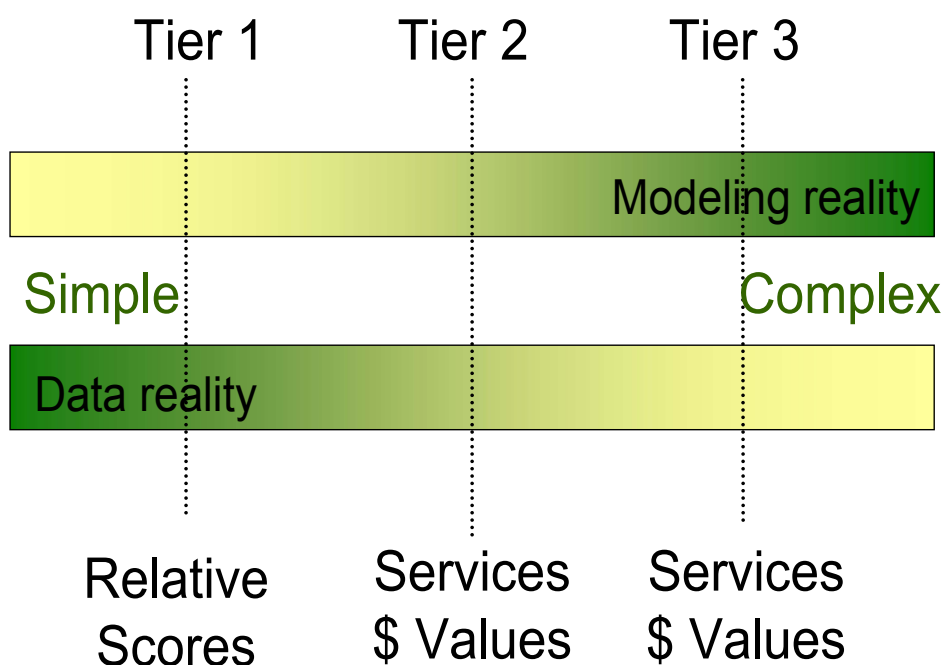 Tier 1 Tier 2 Tier 3
Modeling reality
Simple Complex
Data reality
Relative Services Services
Scores $ Values $ Values